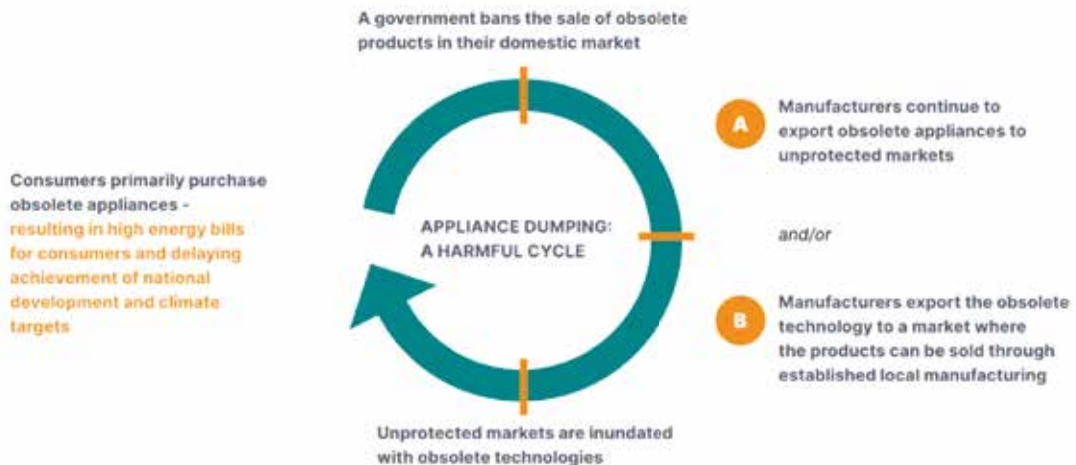 A government bans the sale of obsolete
products in their domestic market
A
Manufacturers continue to
export obsolete appliances to
unprotected markets
and/or
B
Manufacturers export the obsolete
technology to a market where
the products can be sold through
established local manufacturing
Unprotected markets are inundated
with obsolete technologies
Consumers primarily purchase
obsolete appliances -
resulting in high energy bills
for consumers and delaying
achievement of national
development and climate
targets
APPLIANCE DUMPING:
A HARMFUL CYCLE